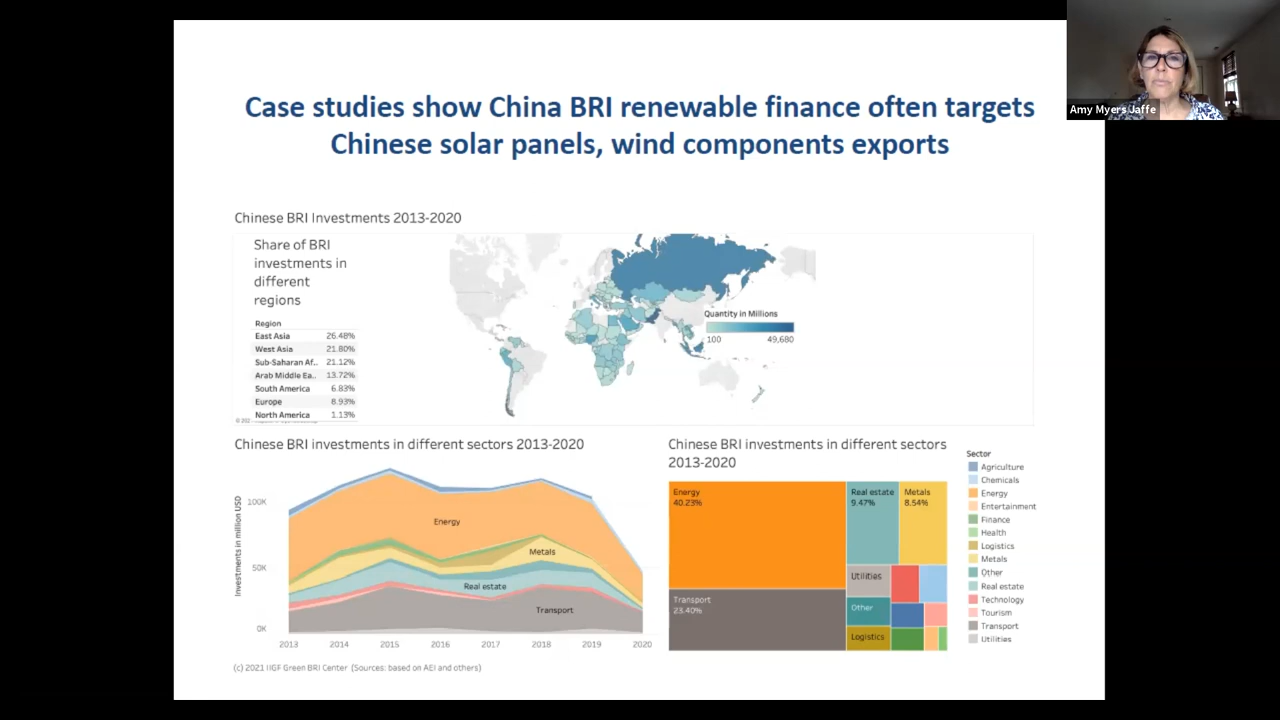 Case studies show China BRI renewable finance often targets
Chinese solar panels, wind components exports
Amy Myers Jaffe
Chinese BRI Investments 2013-2020
Share of BRI
investments in
different
regions
Region
East Asia 26.48%
West Asia 21.80%
Sub-Saharan Af.. 21.12%
Arab Middle Ea.. 13.72%
South America 6.83%
Europe 8.93%
North America 1.13%
Quantity in Millions
100 49,680
Chinese BRI investments in different sectors 2013-2020
Investments in million USD
100K
50K
0K
Energy
Metals
Real estate
Transport
2013 2014 2015 2016 2017 2018 2019 2020
Chinese BRI investments in different sectors
2013-2020
Energy
40.23%
Real estate
9.47%
Metals
8.54%
Transport
23.40%
Utilities
Other
Logistics
Sector
Agriculture
Chemicals
Energy
Entertainment
Finance
Health
Logistics
Metals
Other
Real estate
Technology
Tourism
Transport
Utilities
(c) 2021 IIGF Green BRI Center (Sources: based on AEI and others)